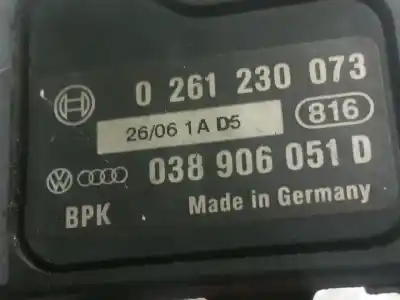 0 261 230 073
26/06 1A D5
816
038 906 051 D
BPK Made in Germany